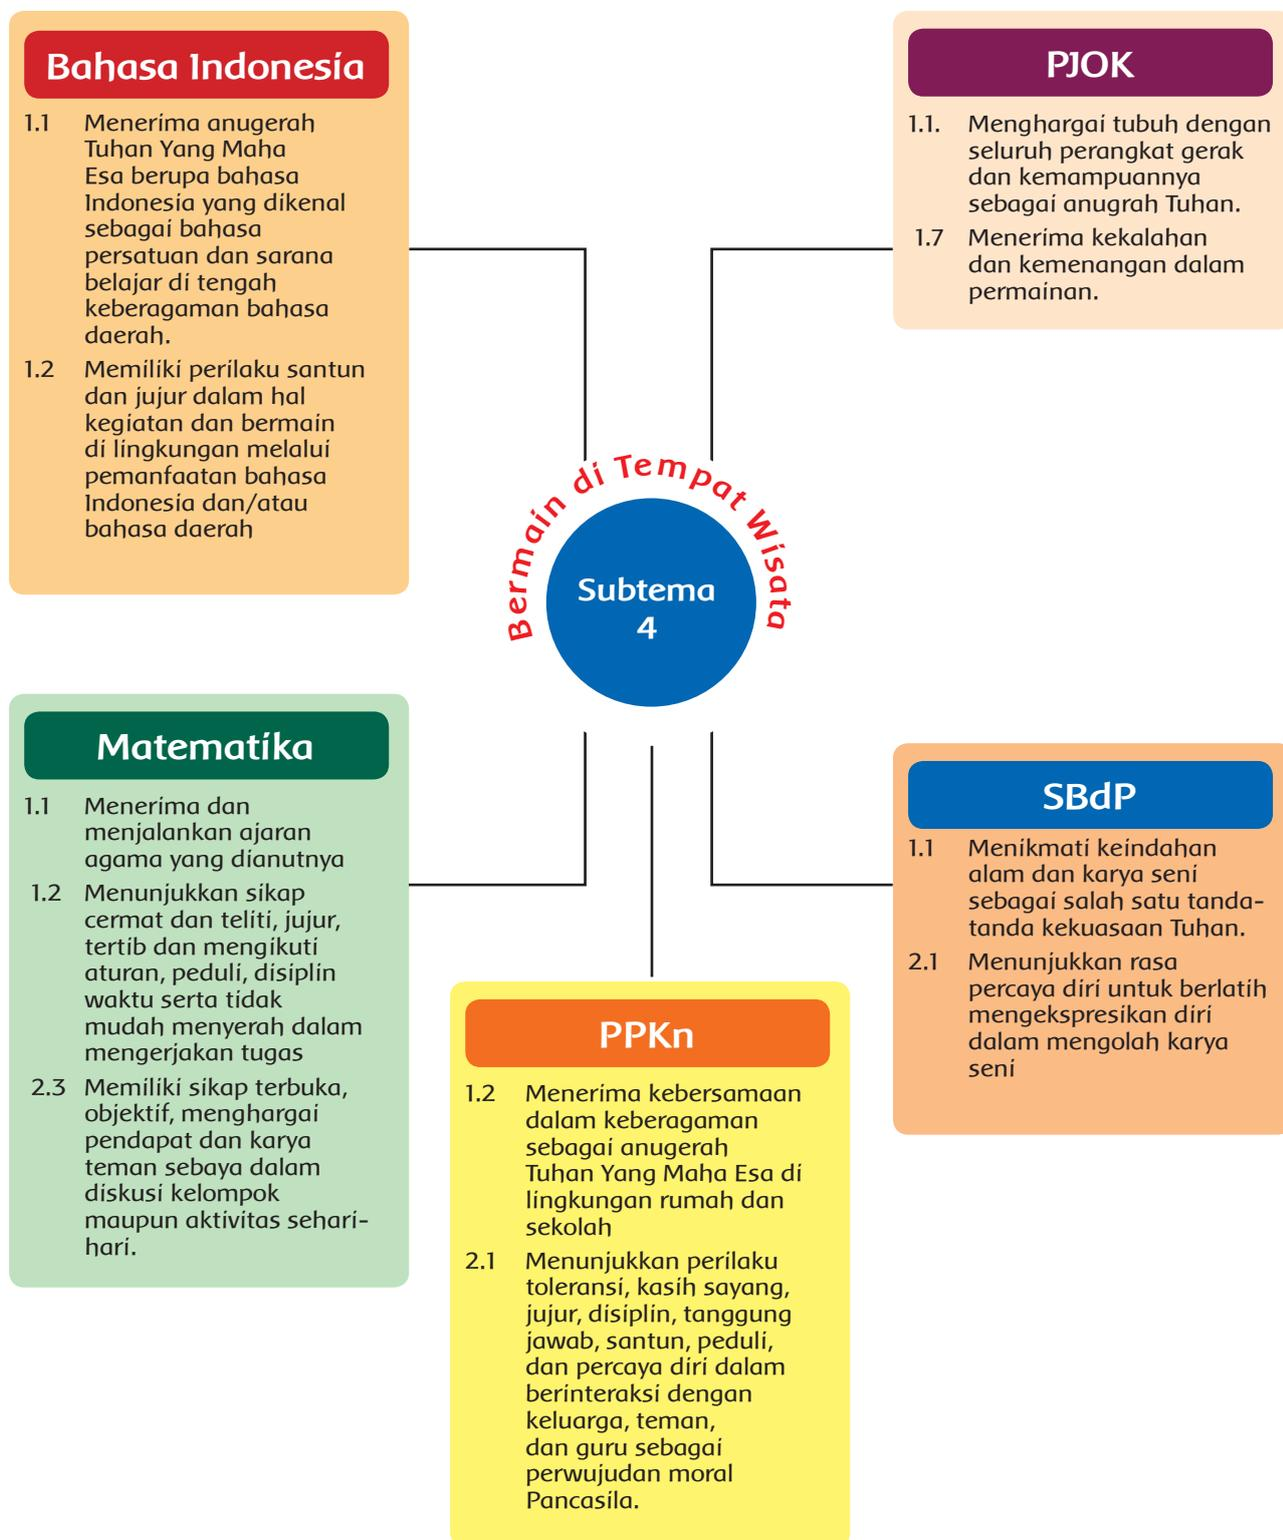 Bahasa Indonesia
1.1 Menerima anugerah
Tuhan Yang Maha
Esa berupa bahasa
Indonesia yang dikenal
sebagai bahasa
persatuan dan sarana
belajar di tengah
keberagaman bahasa
daerah.
1.2 Memiliki perilaku santun
dan jujur dalam hal
kegiatan dan bermain
di lingkungan melalui
pemanfaatan bahasa
Indonesia dan/atau
bahasa daerah
PJOK
1.1. Menghargai tubuh dengan
seluruh perangkat gerak
dan kemampuannya
sebagai anugrah Tuhan.
1.7 Menerima kekalahan
dan kemenangan dalam
permainan.
Bermain di Tempat Wisata
Subtema
4
Matematika
1.1 Menerima dan
menjalankan ajaran
agama yang dianutnya
1.2 Menunjukkan sikap
cermat dan teliti, jujur,
tertib dan mengikuti
aturan, peduli, disiplin
waktu serta tidak
mudah menyerah dalam
mengerjakan tugas
2.3 Memiliki sikap terbuka,
objektif, menghargai
pendapat dan karya
teman sebaya dalam
diskusi kelompok
maupun aktivitas sehari-
hari.
SBdP
1.1 Menikmati keindahan
alam dan karya seni
sebagai salah satu tanda-
tanda kekuasaan Tuhan.
2.1 Menunjukkan rasa
percaya diri untuk berlatih
mengekspresikan diri
dalam mengolah karya
seni
PPKn
1.2 Menerima kebersamaan
dalam keberagaman
sebagai anugerah
Tuhan Yang Maha Esa di
lingkungan rumah dan
sekolah
2.1 Menunjukkan perilaku
toleransi, kasih sayang,
jujur, disiplin, tanggung
jawab, santun, peduli,
dan percaya diri dalam
berinteraksi dengan
keluarga, teman,
dan guru sebagai
perwujudan moral
Pancasila.